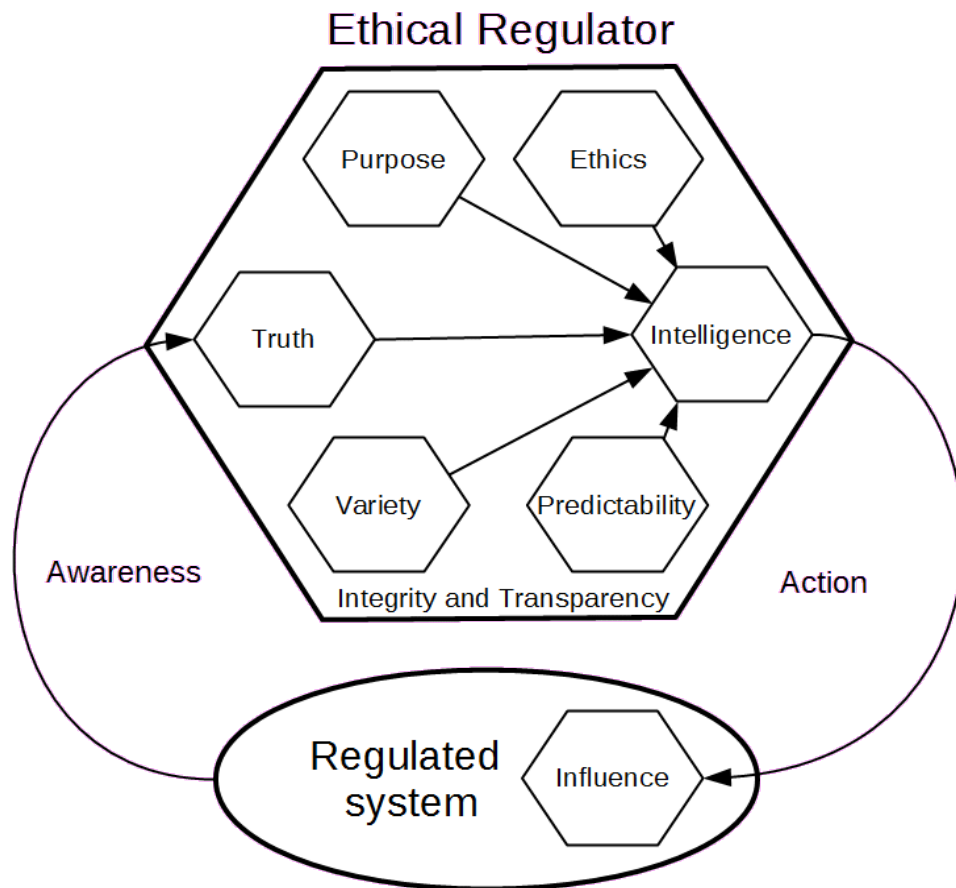 Ethical Regulator
Purpose
Ethics
Truth
Intelligence
Variety
Predictability
Integrity and Transparency
Awareness
Action
Regulated
system
Influence